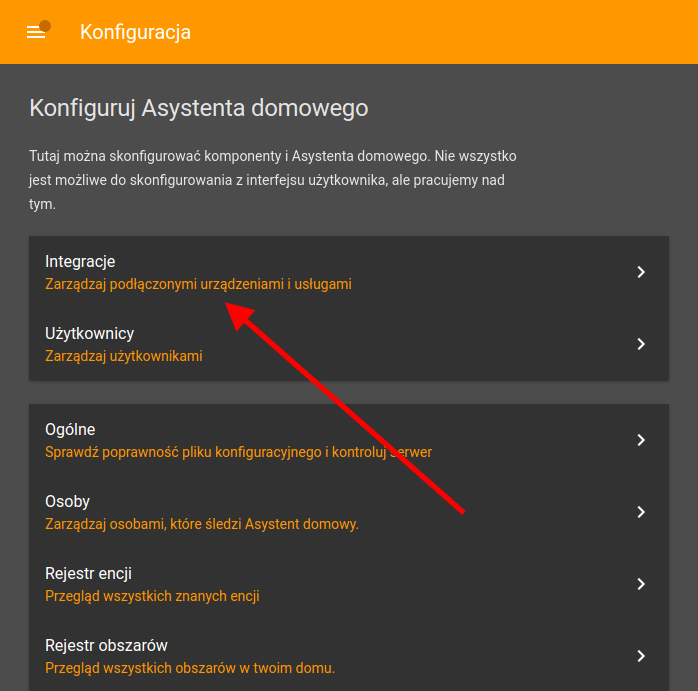 Konfiguracja
Konfiguruj Asystenta domowego
Tutaj można skonfigurować komponenty i Asystenta domowego. Nie wszystko
jest możliwe do skonfigurowania z interfejsu użytkownika, ale pracujemy nad
tym.
Integracje
Zarządzaj podłączonymi urządzeniami i usługami
Użytkownicy
Zarządzaj użytkownikami
Ogólne
Sprawdź poprawność pliku konfiguracyjnego i kontroluj serwer
Osoby
Zarządzaj osobami, które śledzi Asystent domowy.
Rejestr encji
Przegląd wszystkich znanych encji
Rejestr obszarów
Przegląd wszystkich obszarów w twoim domu.